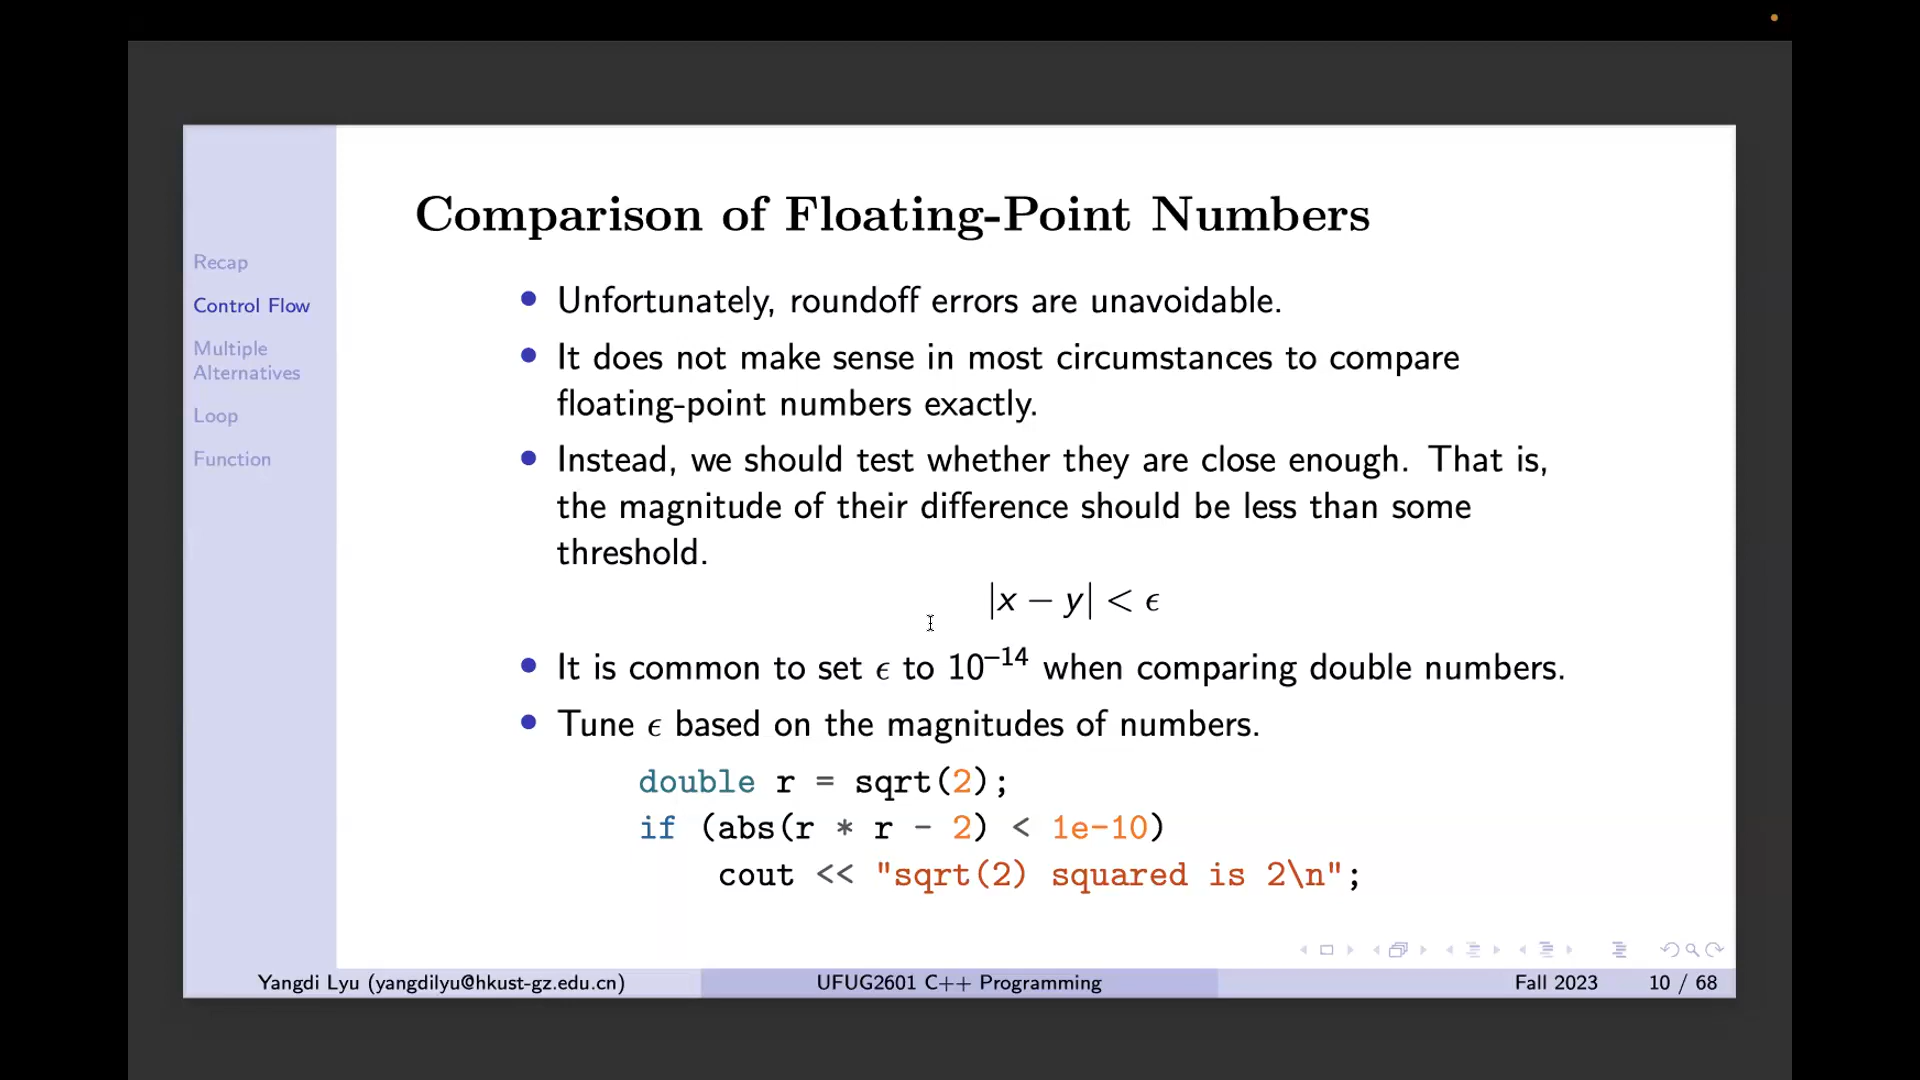 Comparison of Floating-Point Numbers
Recap
Control Flow
Multiple
Alternatives
Loop
Function
• Unfortunately, roundoff errors are unavoidable.
• It does not make sense in most circumstances to compare
floating-point numbers exactly.
• Instead, we should test whether they are close enough. That is,
the magnitude of their difference should be less than some
threshold.
|x − y| < ϵ
• It is common to set ϵ to 10⁻¹⁴ when comparing double numbers.
• Tune ϵ based on the magnitudes of numbers.
double r = sqrt(2);
if (abs(r * r - 2) < 1e-10)
cout << "sqrt(2) squared is 2\n";
Yangdi Lyu (yangdilyu@hkust-gz.edu.cn)
UFUG2601 C++ Programming
Fall 2023
10 / 68